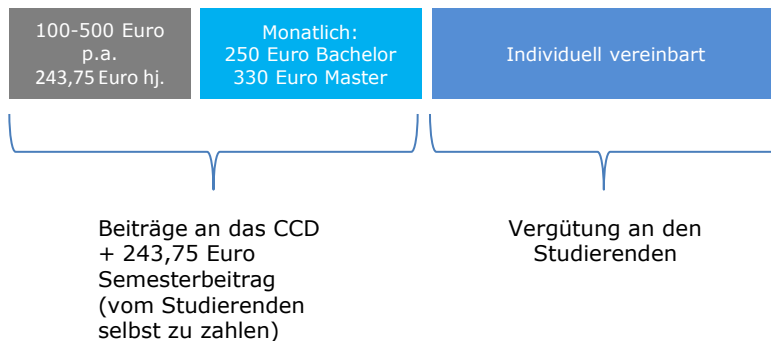 100-500 Euro
p.a.
243,75 Euro hj.
Monatlich:
250 Euro Bachelor
330 Euro Master
Individuell vereinbart
Beiträge an das CCD
+ 243,75 Euro
Semesterbeitrag
(vom Studierenden
selbst zu zahlen)
Vergütung an den
Studierenden